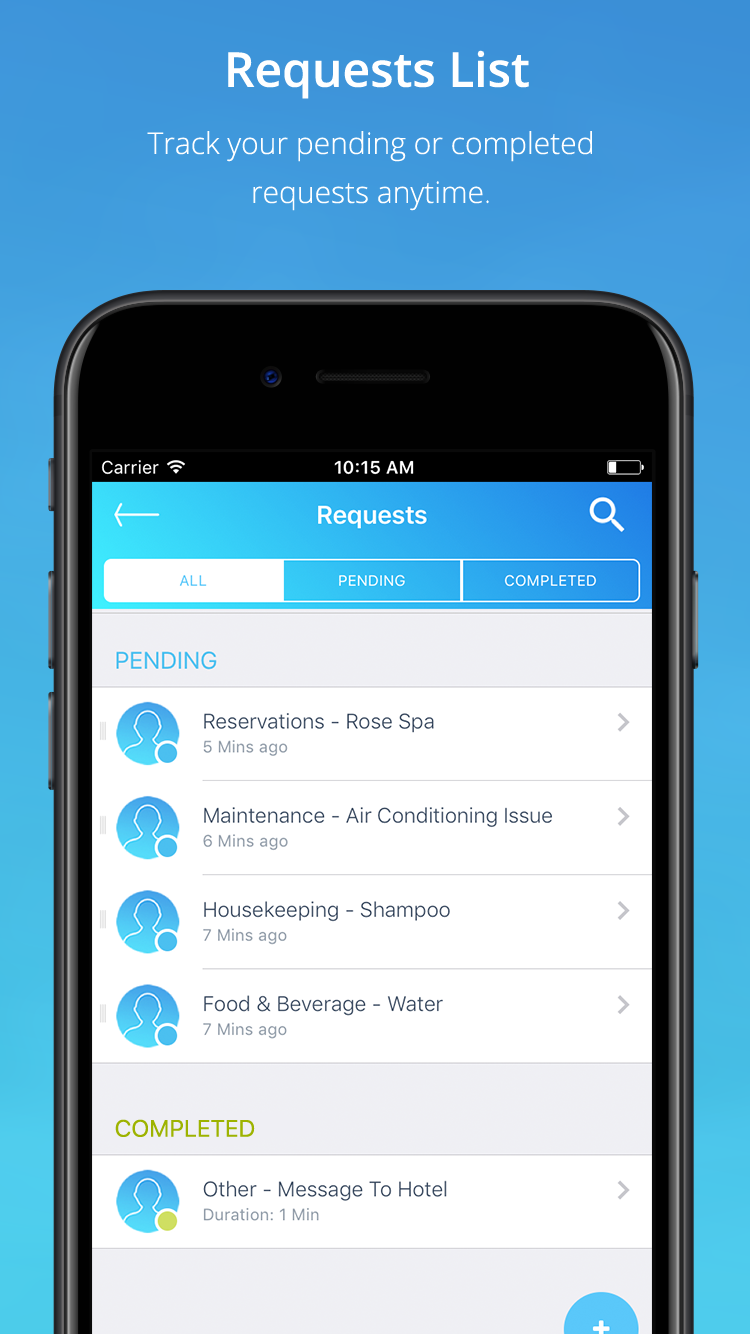 Requests List
Track your pending or completed
requests anytime.
Carrier 10:15 AM
Requests
ALL PENDING COMPLETED
PENDING
Reservations - Rose Spa
5 Mins ago
Maintenance - Air Conditioning Issue
6 Mins ago
Housekeeping - Shampoo
7 Mins ago
Food & Beverage - Water
7 Mins ago
COMPLETED
Other - Message To Hotel
Duration: 1 Min
+